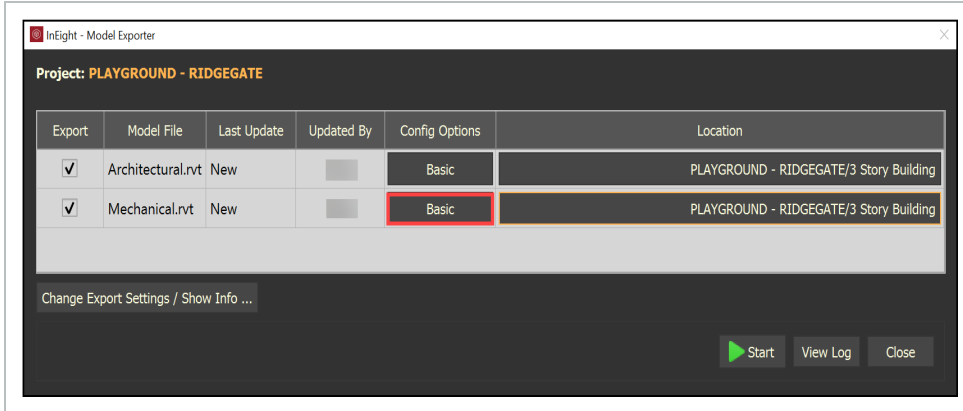 InEight - Model Exporter
Project: PLAYGROUND - RIDGEGATE
Export Model File Last Update Updated By Config Options Location
Architectural.rvt New Basic PLAYGROUND - RIDGEGATE/3 Story Building
Mechanical.rvt New Basic PLAYGROUND - RIDGEGATE/3 Story Building
Change Export Settings / Show Info ...
Start View Log Close